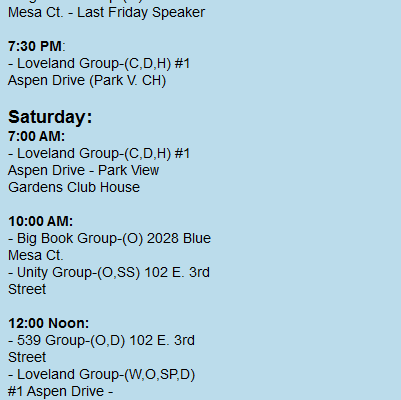 Mesa Ct. - Last Friday Speaker
7:30 PM:
- Loveland Group-(C,D,H) #1
Aspen Drive (Park V. CH)
Saturday:
7:00 AM:
- Loveland Group-(C,D,H) #1
Aspen Drive - Park View
Gardens Club House
10:00 AM:
- Big Book Group-(O) 2028 Blue
Mesa Ct.
- Unity Group-(O,SS) 102 E. 3rd
Street
12:00 Noon:
- 539 Group-(O,D) 102 E. 3rd
Street
- Loveland Group-(W,O,SP,D)
#1 Aspen Drive -